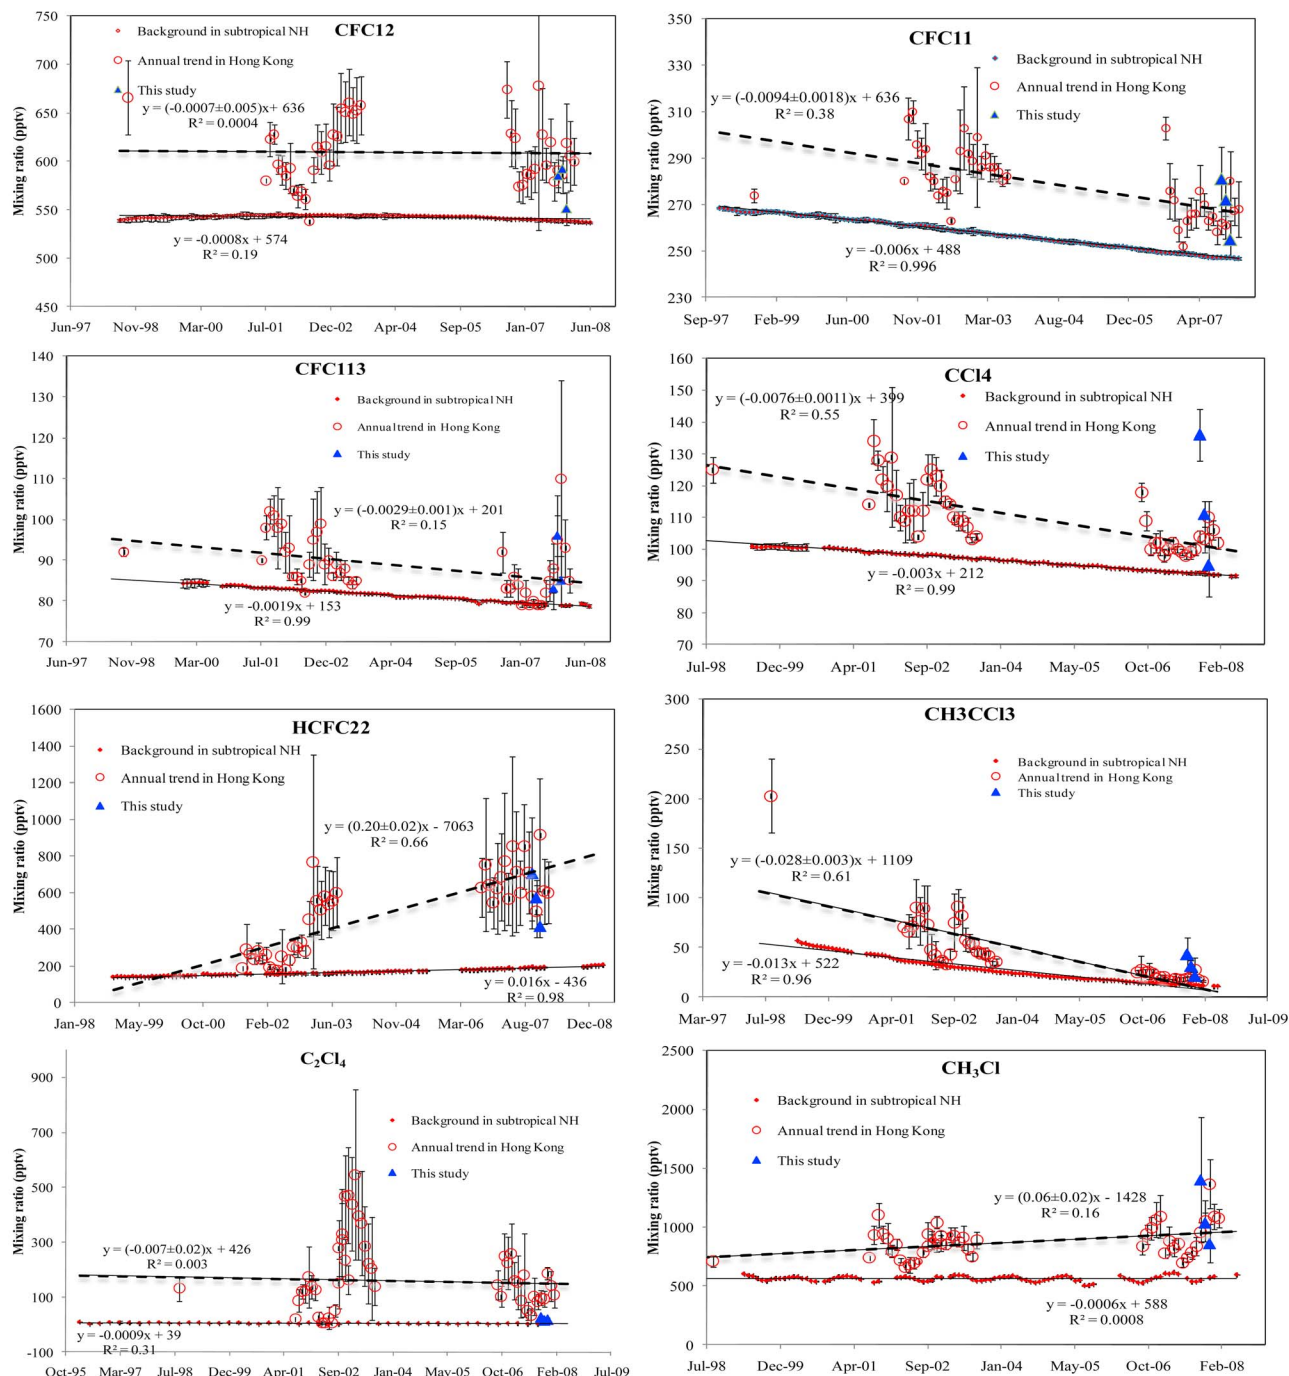 CFC12
Background in subtropical NH
Annual trend in Hong Kong
This study
y = (-0.0007±0.005)x + 636
R² = 0.0004
y = -0.0008x + 574
R² = 0.19
Mixing ratio (pptv)
750
700
650
600
550
500
450
Jun-97 Nov-98 Mar-00 Jul-01 Dec-02 Apr-04 Sep-05 Jan-07 Jun-08
CFC11
Background in subtropical NH
Annual trend in Hong Kong
This study
y = (-0.0094±0.0018)x + 636
R² = 0.38
y = -0.006x + 488
R² = 0.996
Mixing ratio (pptv)
350
330
310
290
270
250
230
Sep-97 Feb-99 Jun-00 Nov-01 Mar-03 Aug-04 Dec-05 Apr-07
CFC113
Background in subtropical NH
Annual trend in Hong Kong
This study
y = (-0.0029±0.001)x + 201
R² = 0.15
y = -0.0019x + 153
R² = 0.99
Mixing ratio (pptv)
140
130
120
110
100
90
80
70
Jun-97 Nov-98 Mar-00 Jul-01 Dec-02 Apr-04 Sep-05 Jan-07 Jun-08
CCl4
y = (-0.0076±0.0011)x + 399
R² = 0.55
Background in subtropical NH
Annual trend in Hong Kong
This study
y = -0.003x + 212
R² = 0.99
Mixing ratio (pptv)
160
150
140
130
120
110
100
90
80
70
Jul-98 Dec-99 Apr-01 Sep-02 Jan-04 May-05 Oct-06 Feb-08
HCFC22
Background in subtropical NH
Annual trend in Hong Kong
This study
y = (0.20±0.02)x - 7063
R² = 0.66
y = 0.016x - 436
R² = 0.98
Mixing ratio (pptv)
1600
1400
1200
1000
800
600
400
200
0
Jan-98 May-99 Oct-00 Feb-02 Jun-03 Nov-04 Mar-06 Aug-07 Dec-08
CH3CCl3
Background in subtropical NH
Annual trend in Hong Kong
This study
y = (-0.028±0.003)x + 1109
R² = 0.61
y = -0.013x + 522
R² = 0.96
Mixing ratio (pptv)
300
250
200
150
100
50
0
Mar-97 Jul-98 Dec-99 Apr-01 Sep-02 Jan-04 May-05 Oct-06 Feb-08 Jul-09
C₂Cl₄
Background in subtropical NH
Annual trend in Hong Kong
This study
y = (-0.007±0.02)x + 426
R² = 0.003
y = -0.0009x + 39
R² = 0.31
Mixing ratio (pptv)
900
700
500
300
100
-100
Oct-95 Mar-97 Jul-98 Dec-99 Apr-01 Sep-02 Jan-04 May-05 Oct-06 Feb-08 Jul-09
CH₃Cl
Background in subtropical NH
Annual trend in Hong Kong
This study
y = (0.06±0.02)x - 1428
R² = 0.16
y = -0.0006x + 588
R² = 0.0008
Mixing ratio (pptv)
2500
2000
1500
1000
500
0
Jul-98 Dec-99 Apr-01 Sep-02 Jan-04 May-05 Oct-06 Feb-08